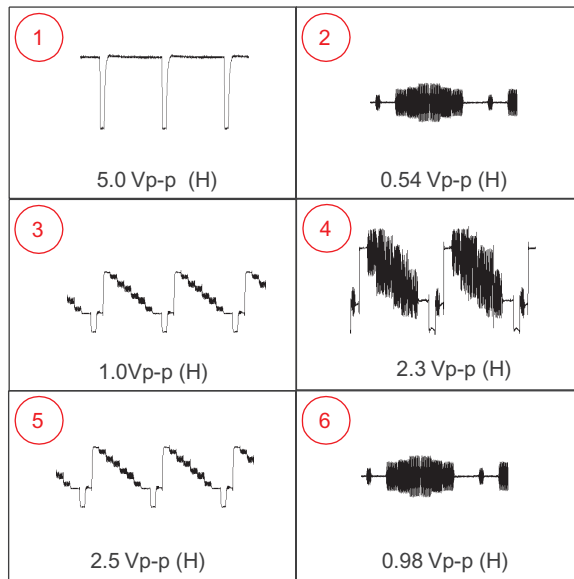 1
5.0 Vp-p (H)
2
0.54 Vp-p (H)
3
1.0Vp-p (H)
4
2.3 Vp-p (H)
5
2.5 Vp-p (H)
6
0.98 Vp-p (H)